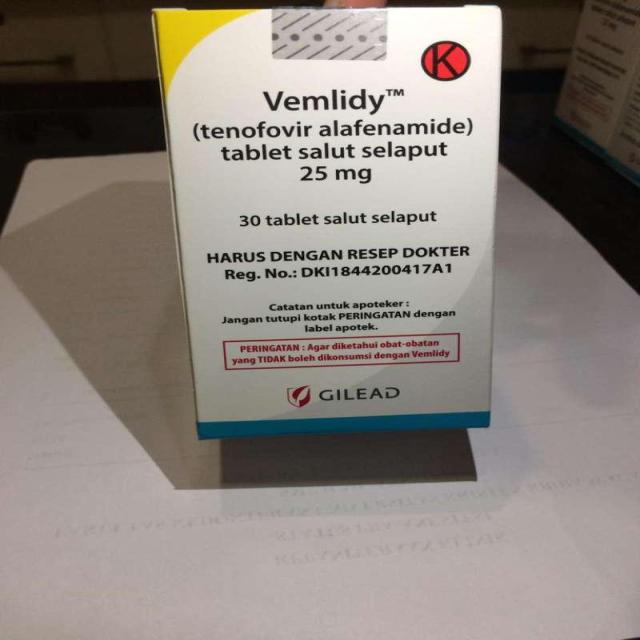 K
Vemlidy™
(tenofovir alafenamide)
tablet salut selaput
25 mg
30 tablet salut selaput
HARUS DENGAN RESEP DOKTER
Reg. No.: DKI1844200417A1
Catatan untuk apoteker :
Jangan tutupi kotak PERINGATAN dengan
label apotek.
PERINGATAN : Agar diketahui obat-obatan
yang TIDAK boleh dikonsumsi dengan Vemlidy
GILEAD